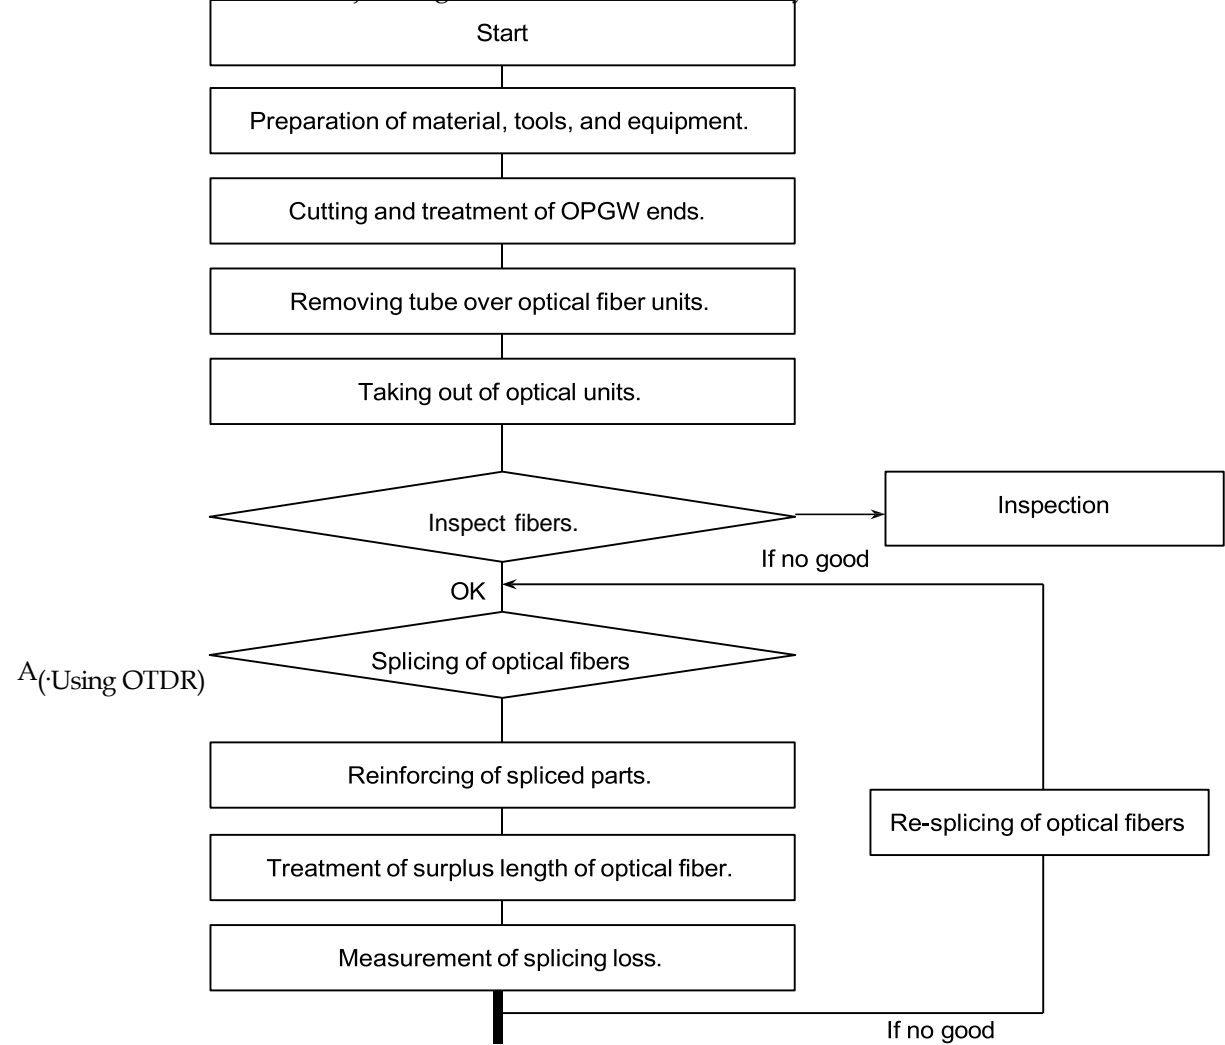 Start
Preparation of material, tools, and equipment.
Cutting and treatment of OPGW ends.
Removing tube over optical fiber units.
Taking out of optical units.
Inspect fibers.
Inspection
If no good
OK
Splicing of optical fibers
A(·Using OTDR)
Reinforcing of spliced parts.
Re-splicing of optical fibers
Treatment of surplus length of optical fiber.
Measurement of splicing loss.
If no good